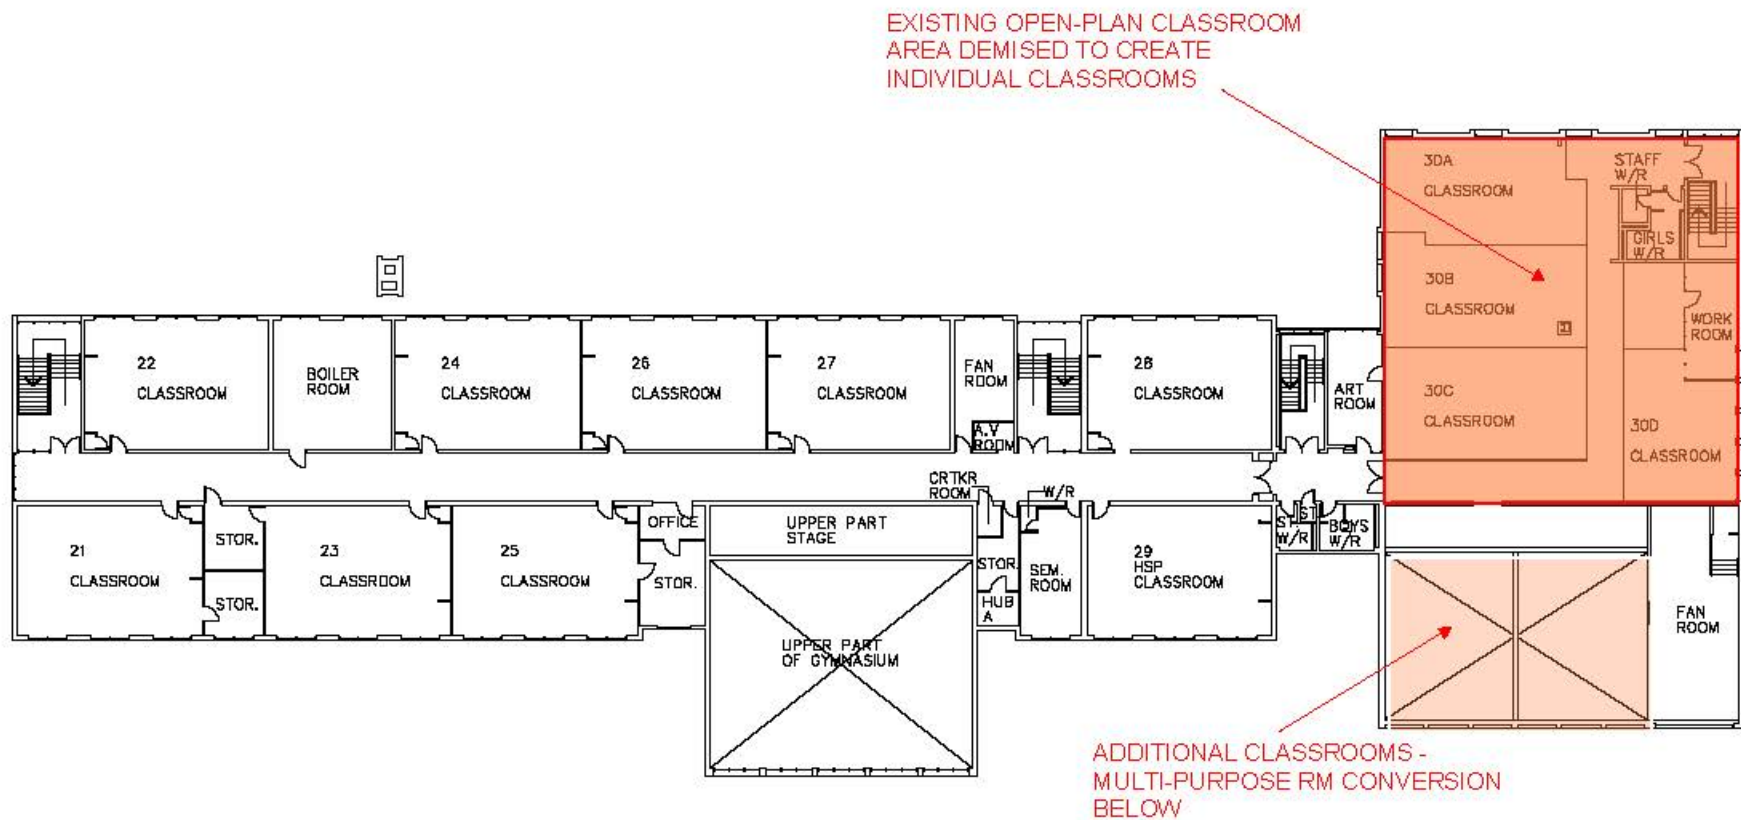 EXISTING OPEN-PLAN CLASSROOM
AREA DEMISED TO CREATE
INDIVIDUAL CLASSROOMS
30A
CLASSROOM
STAFF
W/R
GIRLS
W/R
30B
CLASSROOM
WORK
ROOM
30C
CLASSROOM
30D
CLASSROOM
22
CLASSROOM
BOILER
ROOM
24
CLASSROOM
26
CLASSROOM
27
CLASSROOM
FAN
ROOM
A.V
ROOM
28
CLASSROOM
ART
ROOM
CRTKR
ROOM
W/R
21
CLASSROOM
STOR.
STOR.
23
CLASSROOM
25
CLASSROOM
OFFICE
STOR.
UPPER PART
STAGE
UPPER PART
OF GYMNASIUM
STOR.
HUB
A
SEM.
ROOM
29
HSP
CLASSROOM
ST.
W/R
ST
BOYS
W/R
FAN
ROOM
ADDITIONAL CLASSROOMS -
MULTI-PURPOSE RM CONVERSION
BELOW